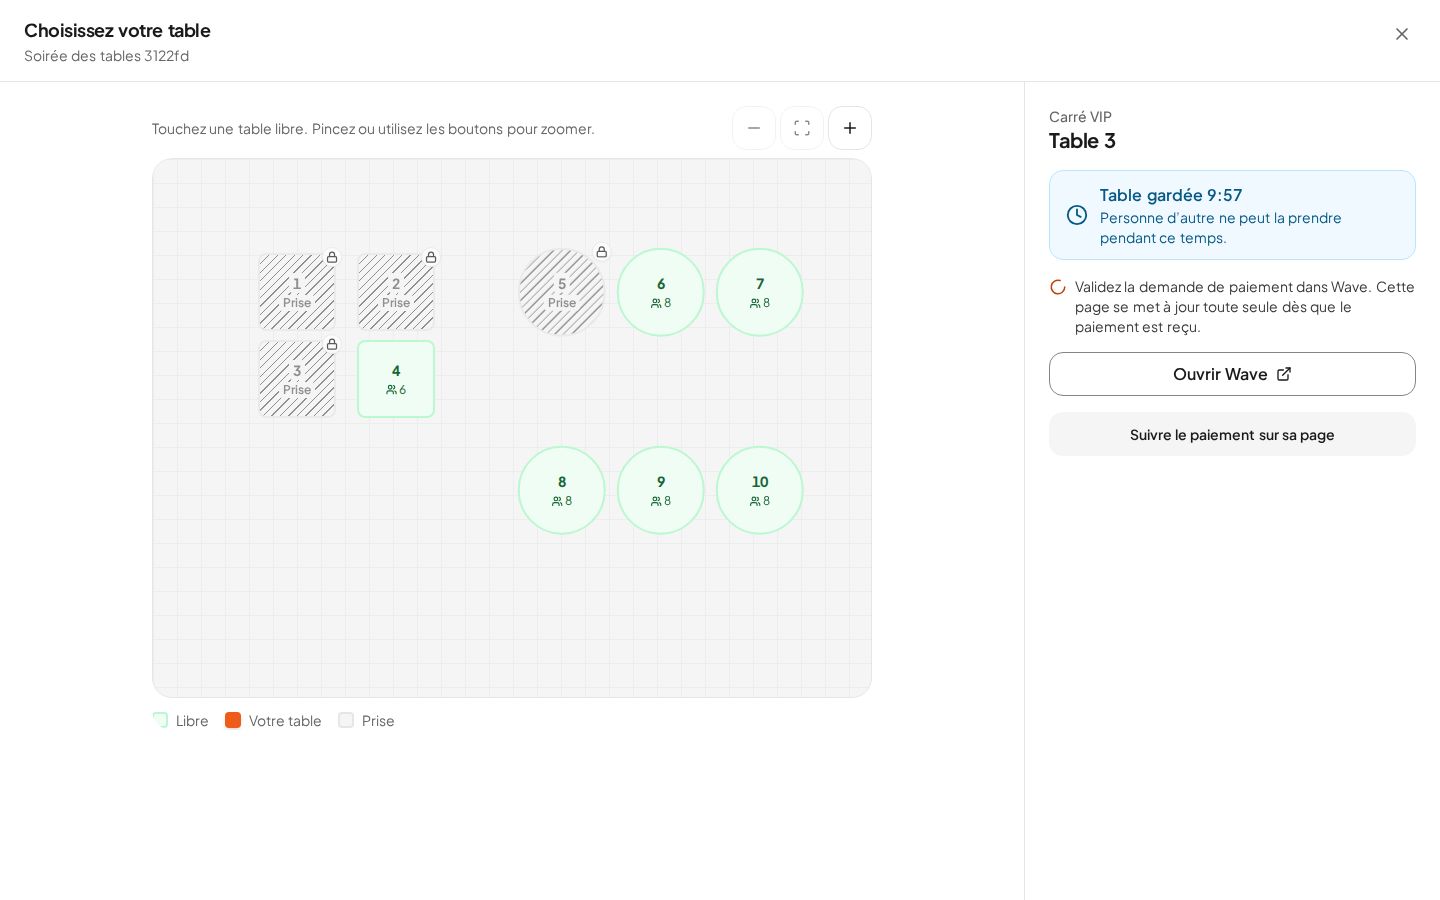 Choisissez votre table
Soirée des tables 3122fd
Touchez une table libre. Pincez ou utilisez les boutons pour zoomer.
1
Prise
2
Prise
5
Prise
6
8
7
8
3
Prise
4
6
8
8
9
8
10
8
Libre
Votre table
Prise
Carré VIP
Table 3
Table gardée 9:57
Personne d'autre ne peut la prendre
pendant ce temps.
Validez la demande de paiement dans Wave. Cette
page se met à jour toute seule dès que le
paiement est reçu.
Ouvrir Wave
Suivre le paiement sur sa page